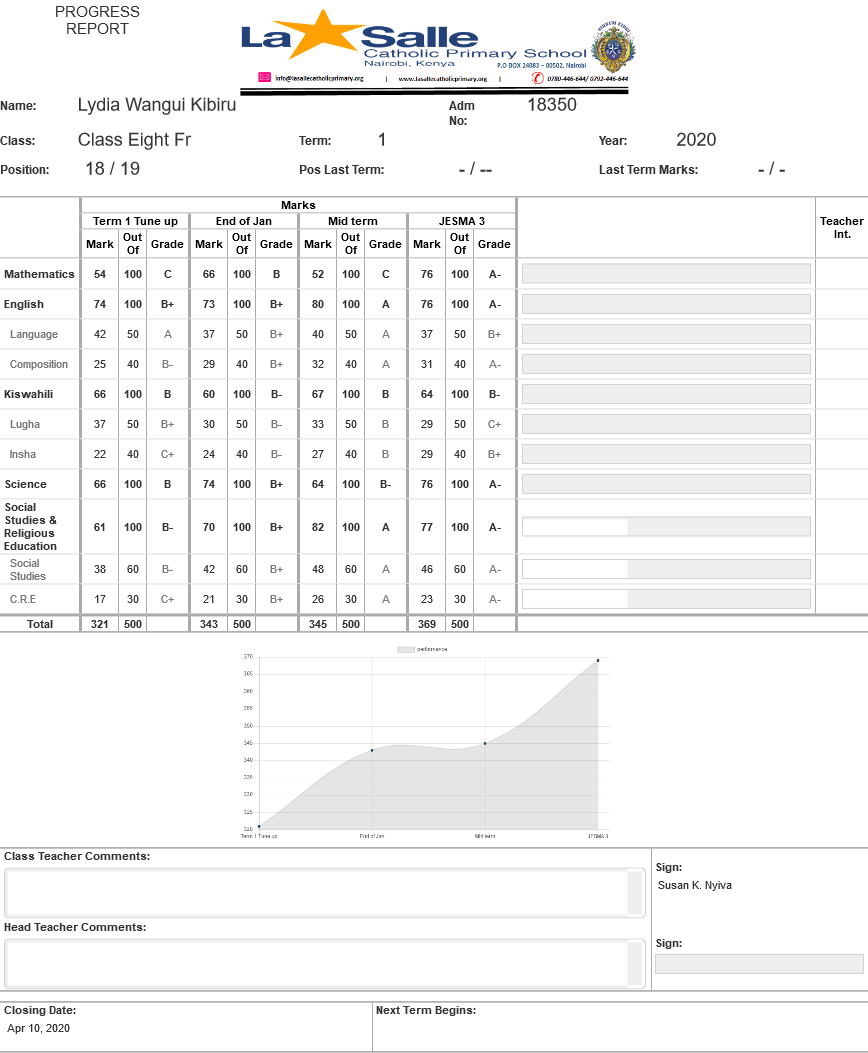 PROGRESS
REPORT
La Salle
Catholic Primary School
Nairobi, Kenya
P.O BOX 24083 – 00502, Nairobi
info@lasallecatholicprimary.org | www.lasallecatholicprimary.org | 0780-446-644/ 0792-446-644
Name: Lydia Wangui Kibiru Adm No: 18350
Class: Class Eight Fr Term: 1 Year: 2020
Position: 18 / 19 Pos Last Term: - / -- Last Term Marks: - / -
Marks
Term 1 Tune up End of Jan Mid term JESMA 3 Teacher Int.
Mark Out Of Grade Mark Out Of Grade Mark Out Of Grade Mark Out Of Grade
Mathematics 54 100 C 66 100 B 52 100 C 76 100 A-
English 74 100 B+ 73 100 B+ 80 100 A 76 100 A-
Language 42 50 A 37 50 B+ 40 50 A 37 50 B+
Composition 25 40 B- 29 40 B+ 32 40 A 31 40 A-
Kiswahili 66 100 B 60 100 B- 67 100 B 64 100 B-
Lugha 37 50 B+ 30 50 B- 33 50 B 29 50 C+
Insha 22 40 C+ 24 40 B- 27 40 B 29 40 B+
Science 66 100 B 74 100 B+ 64 100 B- 76 100 A-
Social Studies & Religious Education 61 100 B- 70 100 B+ 82 100 A 77 100 A-
Social Studies 38 60 B- 42 60 B+ 48 60 A 46 60 A-
C.R.E 17 30 C+ 21 30 B+ 26 30 A 23 30 A-
Total 321 500 343 500 345 500 369 500
performance
370
365
360
355
350
345
340
335
330
325
320
Term 1 Tune up End of Jan Mid term JESMA 3
Class Teacher Comments:
Sign:
Susan K. Nyiva
Head Teacher Comments:
Sign:
Closing Date: Next Term Begins:
Apr 10, 2020